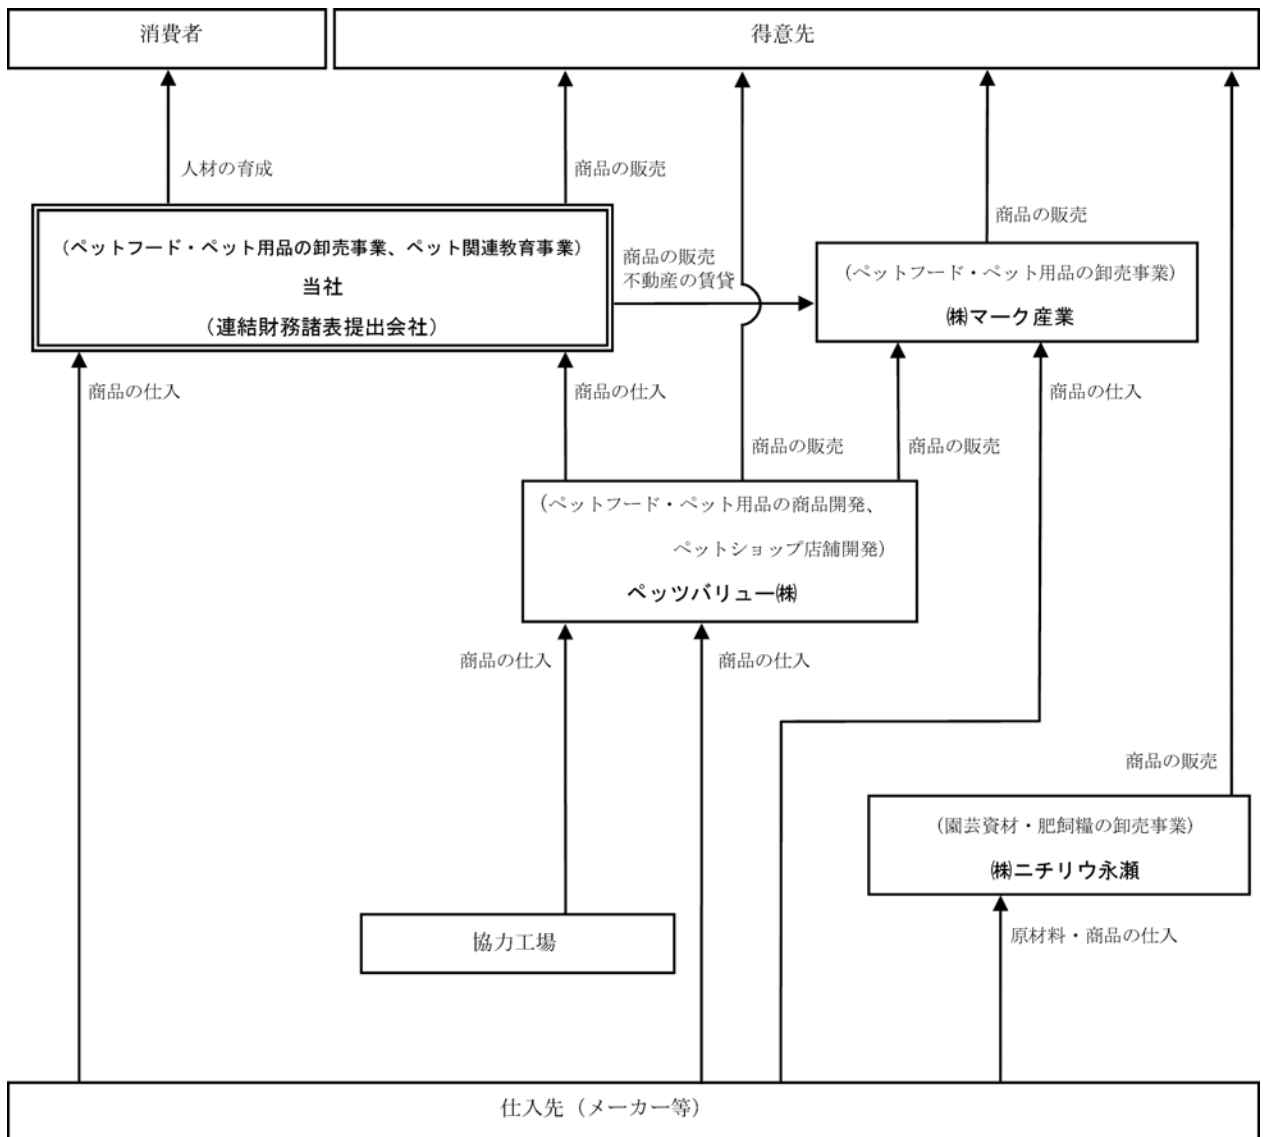 消費者
得意先
人材の育成
商品の販売
商品の販売
(ペットフード・ペット用品の卸売事業、ペット関連教育事業)
当社
(連結財務諸表提出会社)
商品の販売
不動産の賃貸
(ペットフード・ペット用品の卸売事業)
㈱マーク産業
商品の仕入
商品の仕入
商品の仕入
商品の販売
商品の販売
(ペットフード・ペット用品の商品開発、
ペットショップ店舗開発)
ペッツバリュー㈱
商品の仕入
商品の仕入
商品の販売
(園芸資材・肥飼糧の卸売事業)
㈱ニチリウ永瀬
協力工場
原材料・商品の仕入
仕入先（メーカー等）